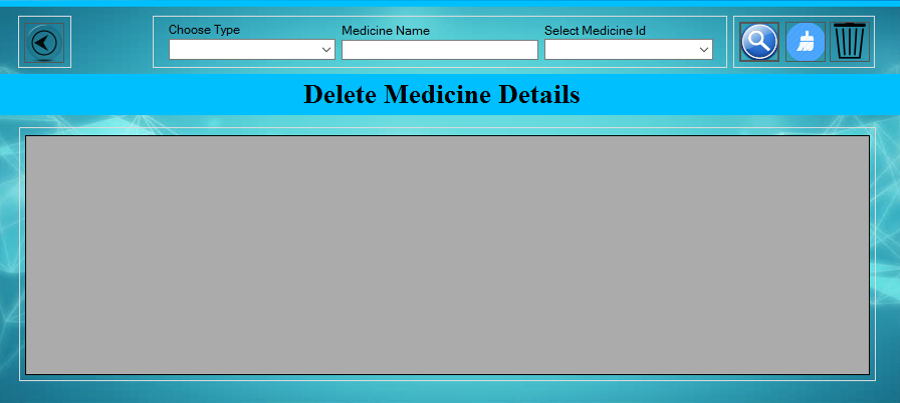 Choose Type
Medicine Name
Select Medicine Id
Delete Medicine Details